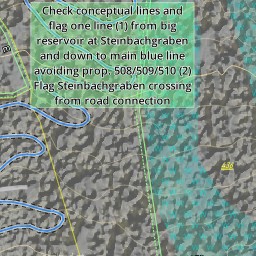 Check conceptual lines and
flag one line (1) from big
reservoir at Steinbachgraben
and down to main blue line
avoiding prop. 508/509/510 (2)
Flag Steinbachgraben crossing
from road connection